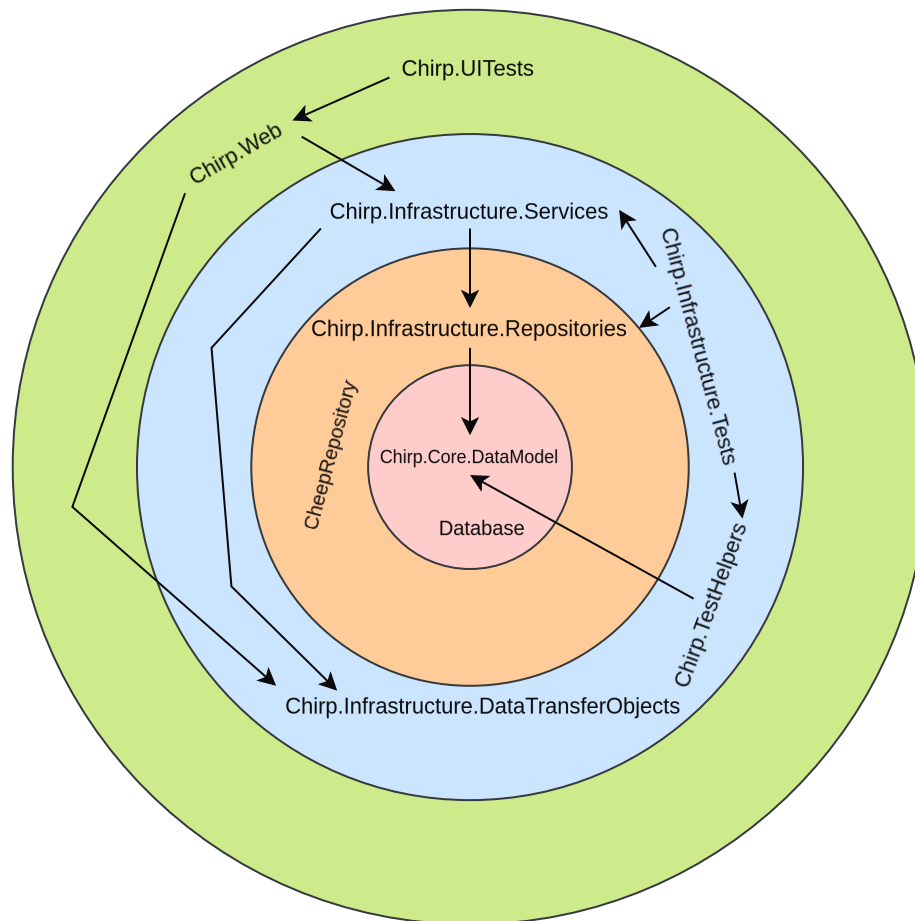 Chirp.UITests
Chirp.Web
Chirp.Infrastructure.Services
Chirp.Infrastructure.Tests
Chirp.Infrastructure.Repositories
CheepRepository
Chirp.Core.DataModel
Database
Chirp.TestHelpers
Chirp.Infrastructure.DataTransferObjects